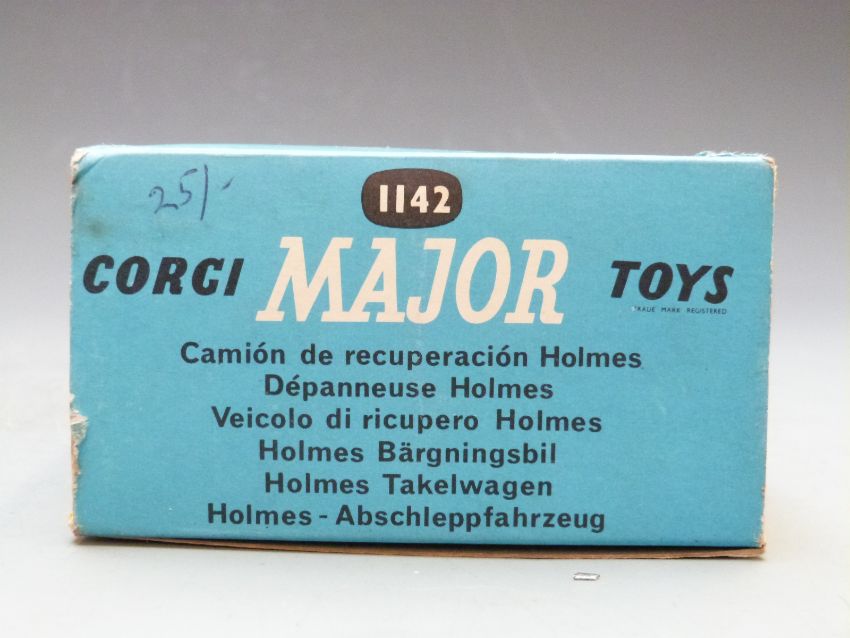 25/-
1142
CORGI MAJOR TOYS
TRADE MARK REGISTERED
Camión de recuperación Holmes
Dépanneuse Holmes
Veicolo di ricupero Holmes
Holmes Bärgningsbil
Holmes Takelwagen
Holmes - Abschleppfahrzeug